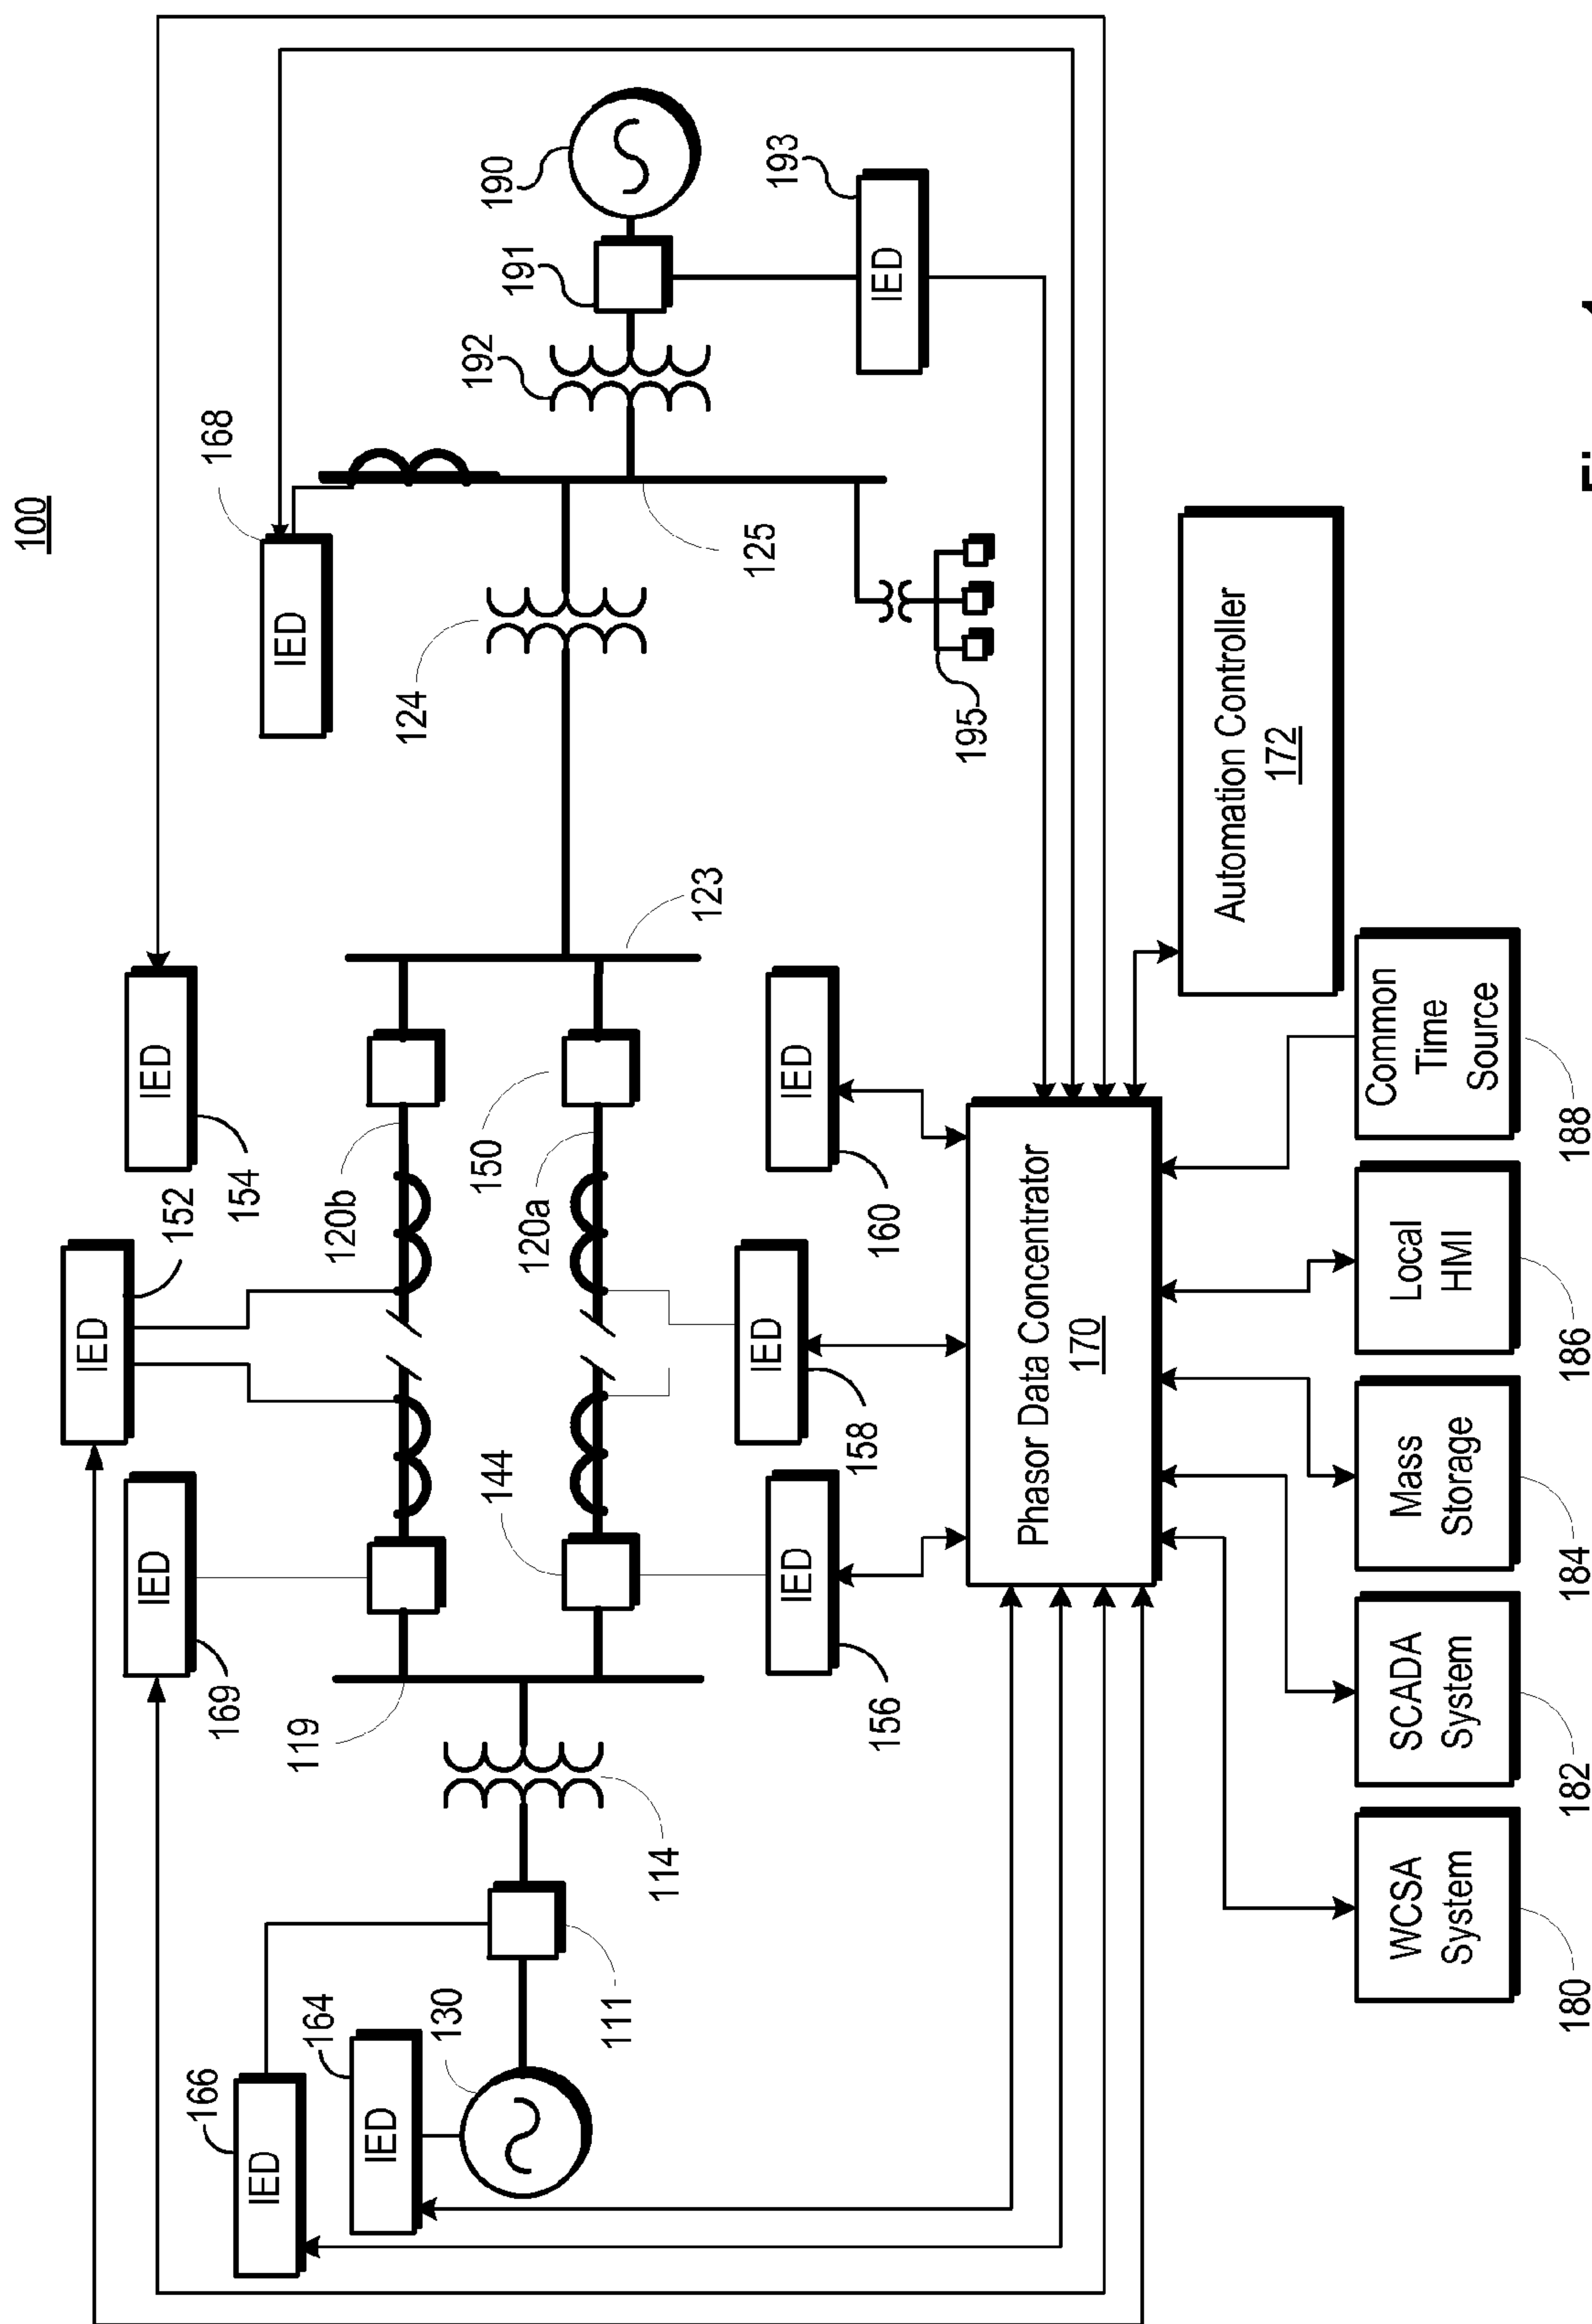 100
IED
152
IED
154
IED
169
IED
168
IED
166
IED
164
130
111
114
119
120b
120a
144
150
123
124
125
190
191
192
IED
193
195
IED
156
IED
158
IED
160
Phasor Data Concentrator
170
Automation Controller
172
WCSA
System
180
SCADA
System
182
Mass
Storage
184
Local
HMI
186
Common
Time
Source
188